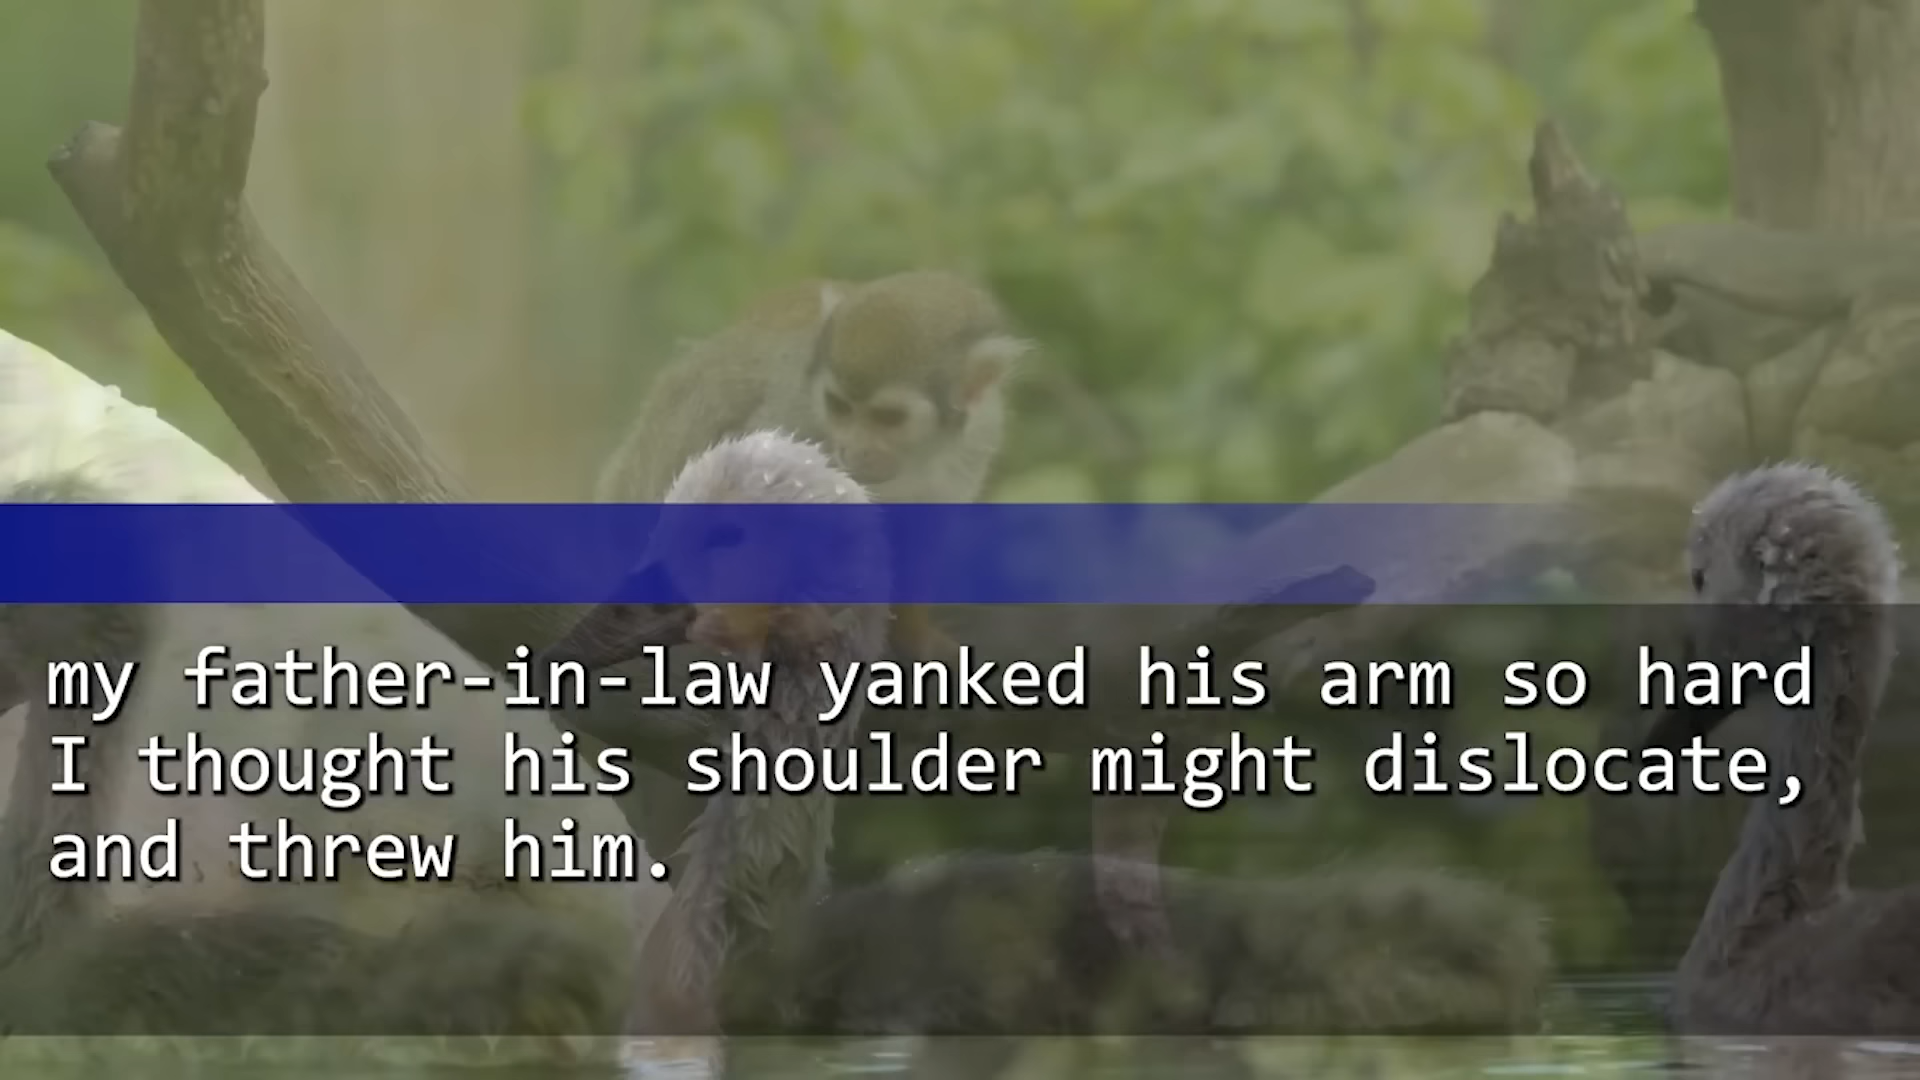 my father-in-law yanked his arm so hard
I thought his shoulder might dislocate,
and threw him.